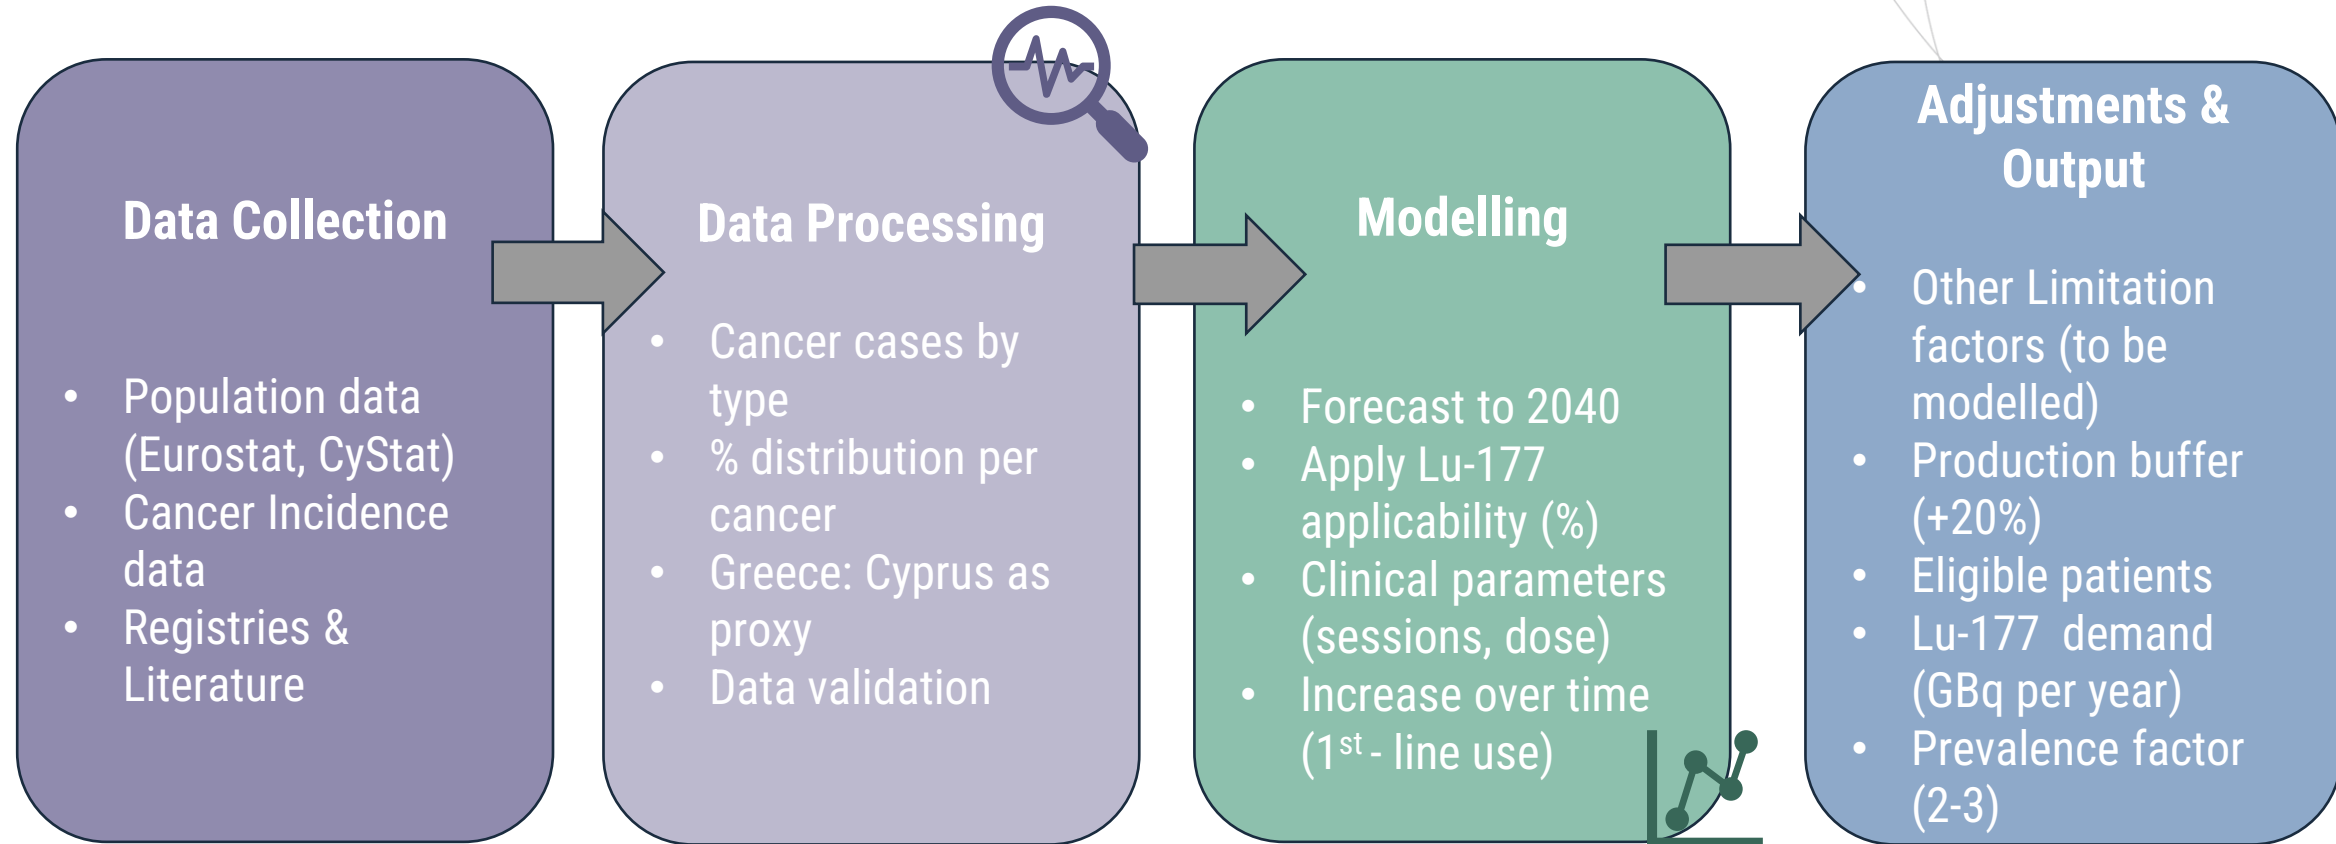 Data Collection
• Population data
(Eurostat, CyStat)
• Cancer Incidence
data
• Registries &
Literature
Data Processing
• Cancer cases by
type
• % distribution per
cancer
• Greece: Cyprus as
proxy
• Data validation
Modelling
• Forecast to 2040
• Apply Lu-177
applicability (%)
• Clinical parameters
(sessions, dose)
• Increase over time
(1st - line use)
Adjustments &
Output
• Other Limitation
factors (to be
modelled)
• Production buffer
(+20%)
• Eligible patients
• Lu-177  demand
(GBq per year)
• Prevalence factor
(2-3)